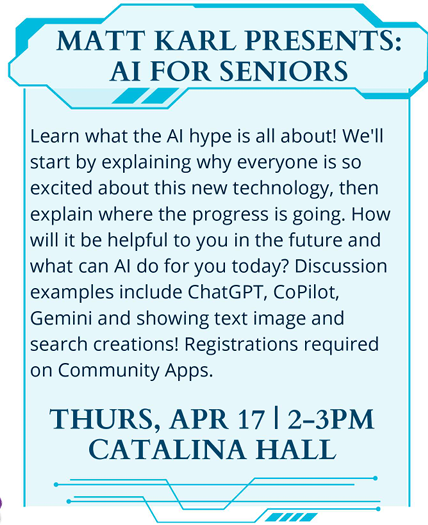 MATT KARL PRESENTS:
AI FOR SENIORS
Learn what the AI hype is all about! We'll
start by explaining why everyone is so
excited about this new technology, then
explain where the progress is going. How
will it be helpful to you in the future and
what can AI do for you today? Discussion
examples include ChatGPT, CoPilot,
Gemini and showing text image and
search creations! Registrations required
on Community Apps.
THURS, APR 17 | 2-3PM
CATALINA HALL